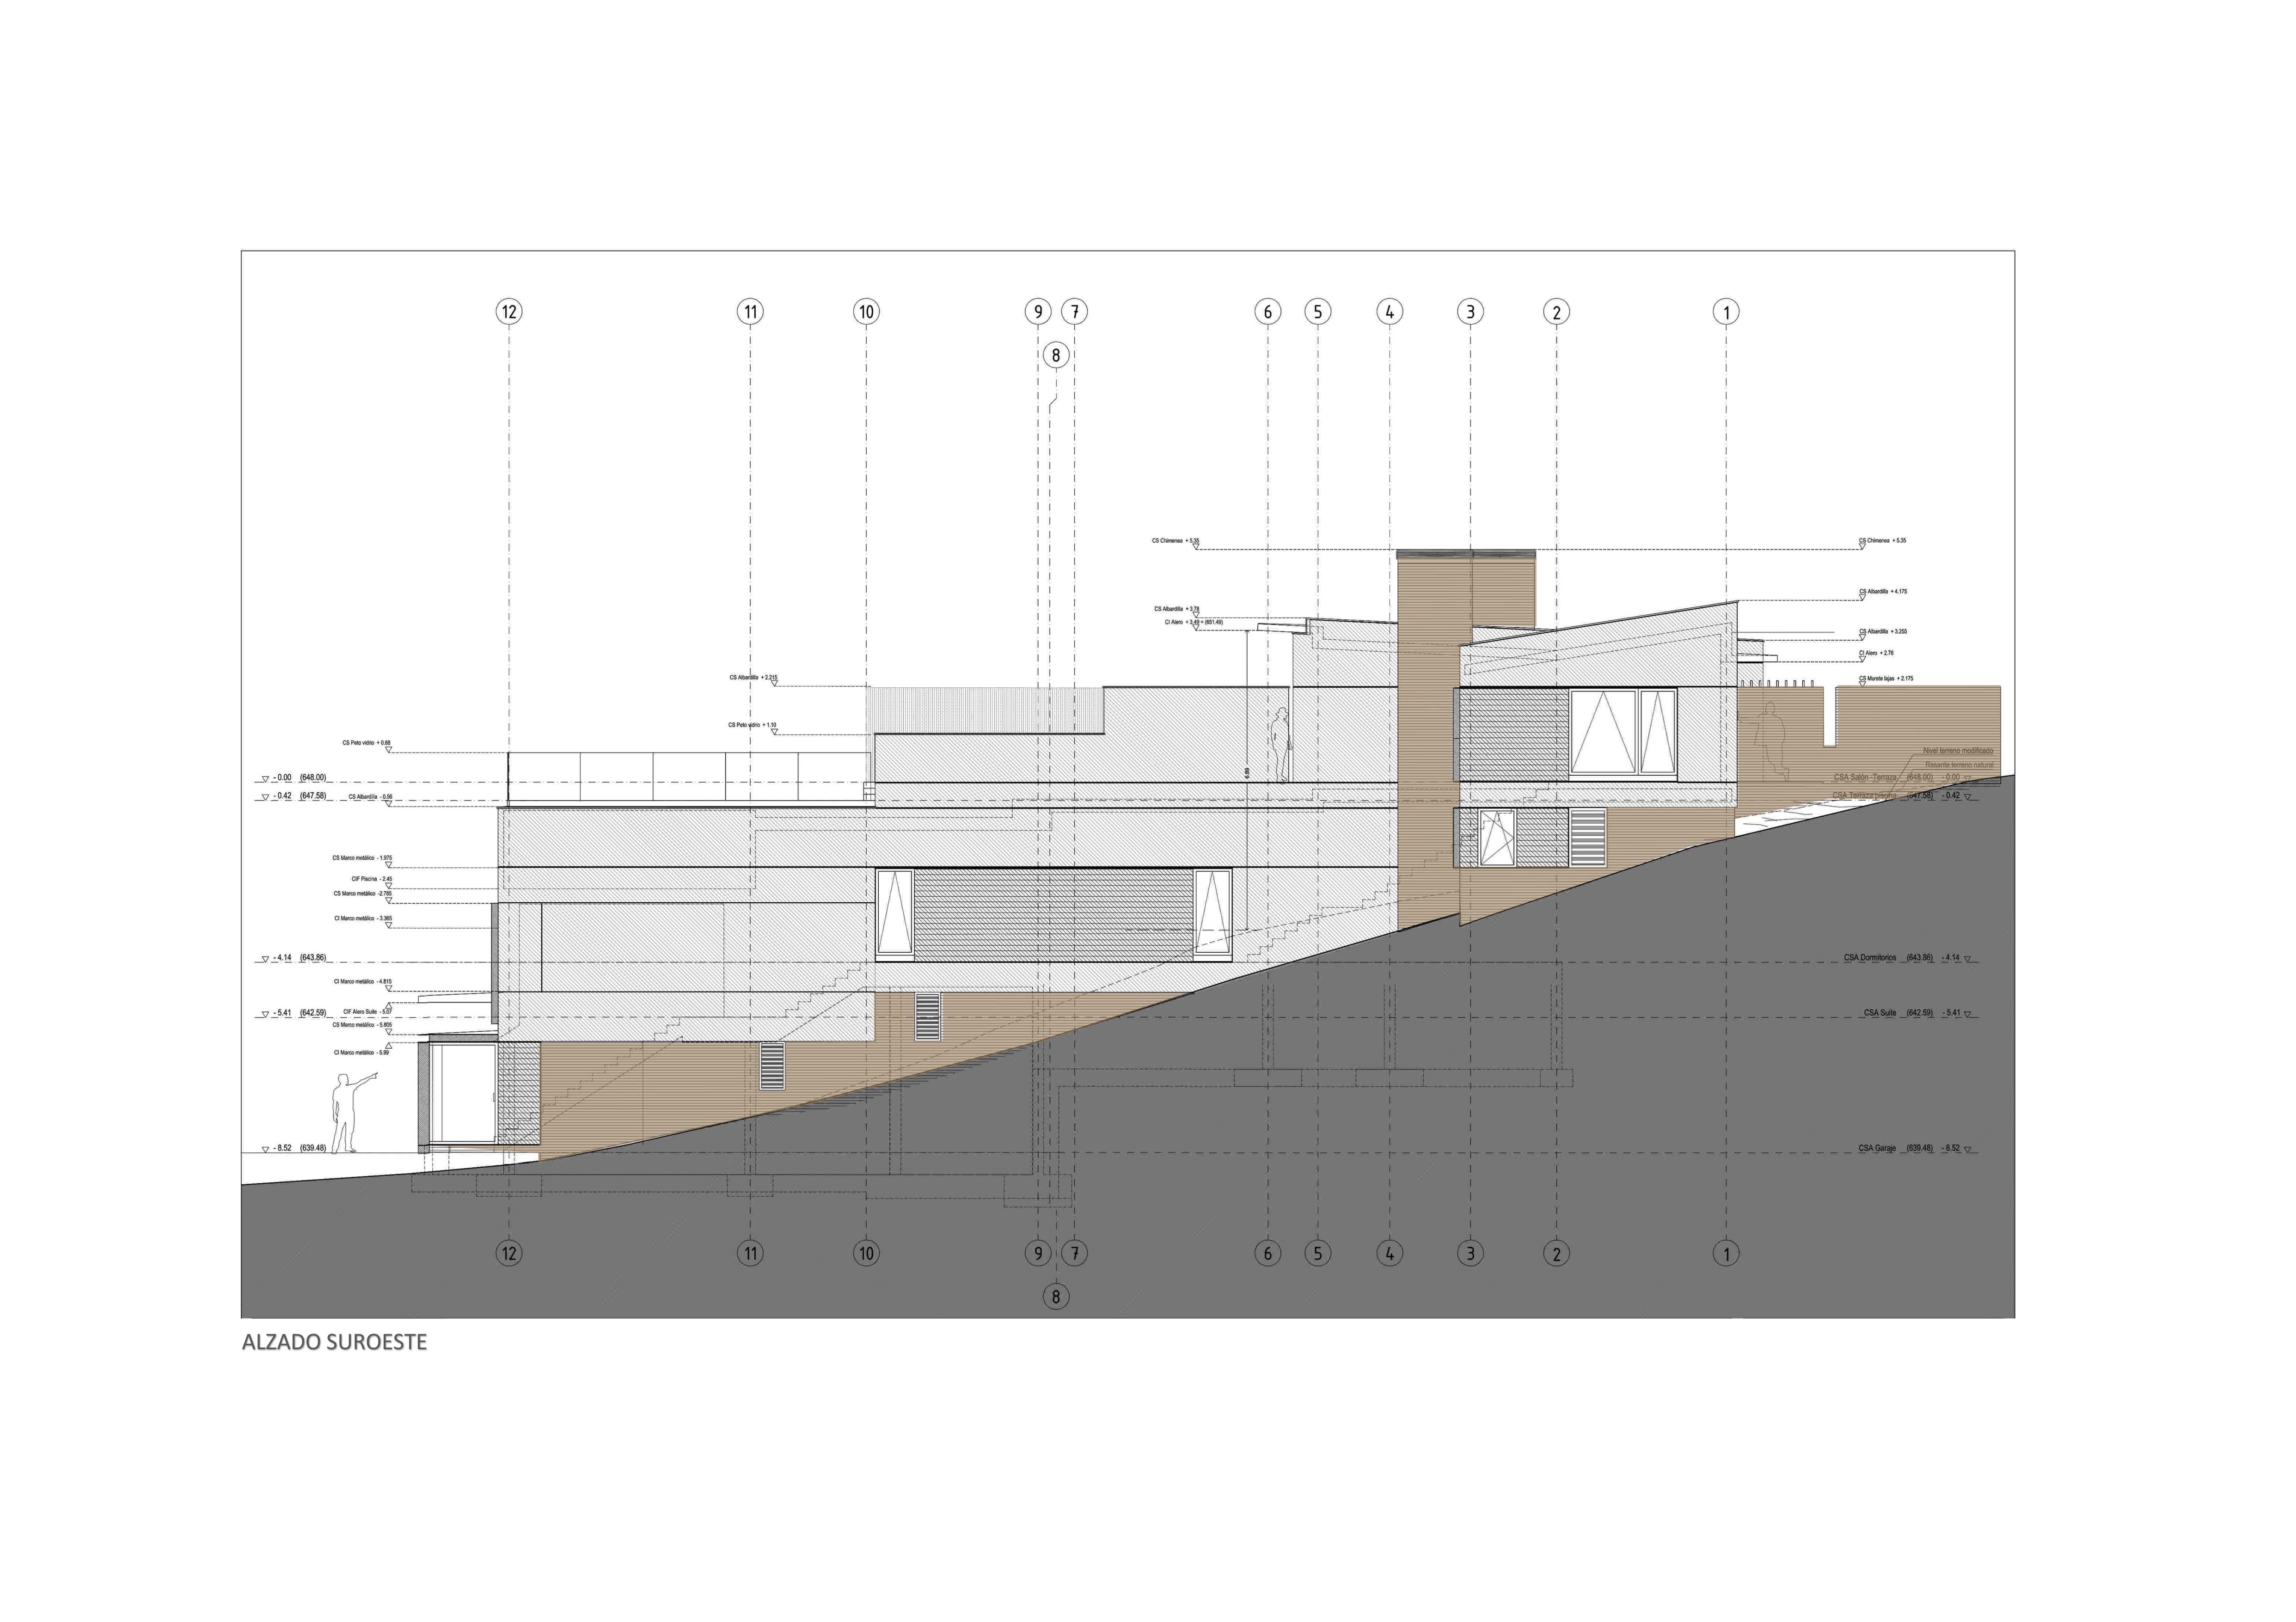 12 11 10 9 7 6 5 4 3 2 1
8
CS Chimenea + 5.35
CS Chimenea + 5.35
CS Albardilla + 4.175
CS Albardilla + 3.78
CI Alero + 3.49 = (651.49)
CS Albardilla + 3.255
CI Alero + 2.76
CS Albardilla + 2.215
CS Murete lajas + 2.175
CS Peto vidrio + 1.10
CS Peto vidrio + 0.68
Nivel terreno modificado
Rasante terreno natural
- 0.00 (648.00)
CSA Salón -Terraza (648.00) - 0.00
- 0.42 (647.58)
CS Albardilla - 0.56
CSA Terraza piscina (647.58) - 0.42
6.89
CS Marco metálico - 1.975
CIF Piscina - 2.45
CS Marco metálico -2.785
CI Marco metálico - 3.365
- 4.14 (643.86)
CSA Dormitorios (643.86) - 4.14
CI Marco metálico - 4.815
CIF Alero Suite - 5.07
- 5.41 (642.59)
CSA Suite (642.59) - 5.41
CS Marco metálico - 5.805
CI Marco metálico - 5.99
- 8.52 (639.48)
CSA Garaje (639.48) - 8.52
12 11 10 9 7 6 5 4 3 2 1
8
ALZADO SUROESTE